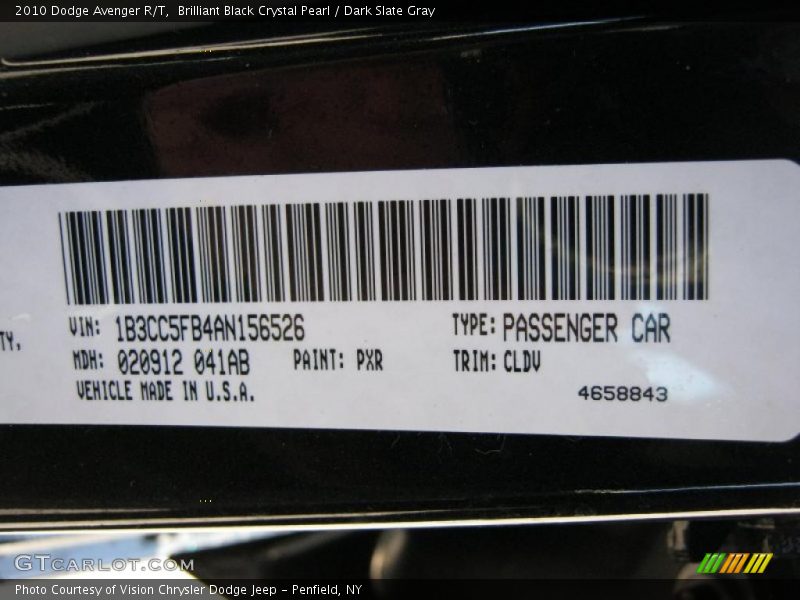 2010 Dodge Avenger R/T, Brilliant Black Crystal Pearl / Dark Slate Gray
TY,
VIN: 1B3CC5FB4AN156526 TYPE: PASSENGER CAR
MDH: 020912 041AB PAINT: PXR TRIM: CLDV
VEHICLE MADE IN U.S.A.
4658843
GTCARLOT.COM
Photo Courtesy of Vision Chrysler Dodge Jeep - Penfield, NY